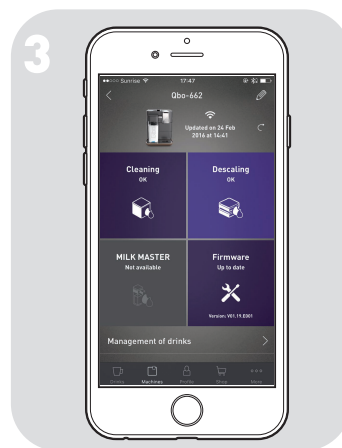 3
Sunrise 17:47
Qbo-662
Updated on 24 Feb
2016 at 14:41
Cleaning
OK
Descaling
OK
MILK MASTER
Not available
Firmware
Up to date
Version: V01.19.E001
Management of drinks
Drinks Machines Profile Shop More